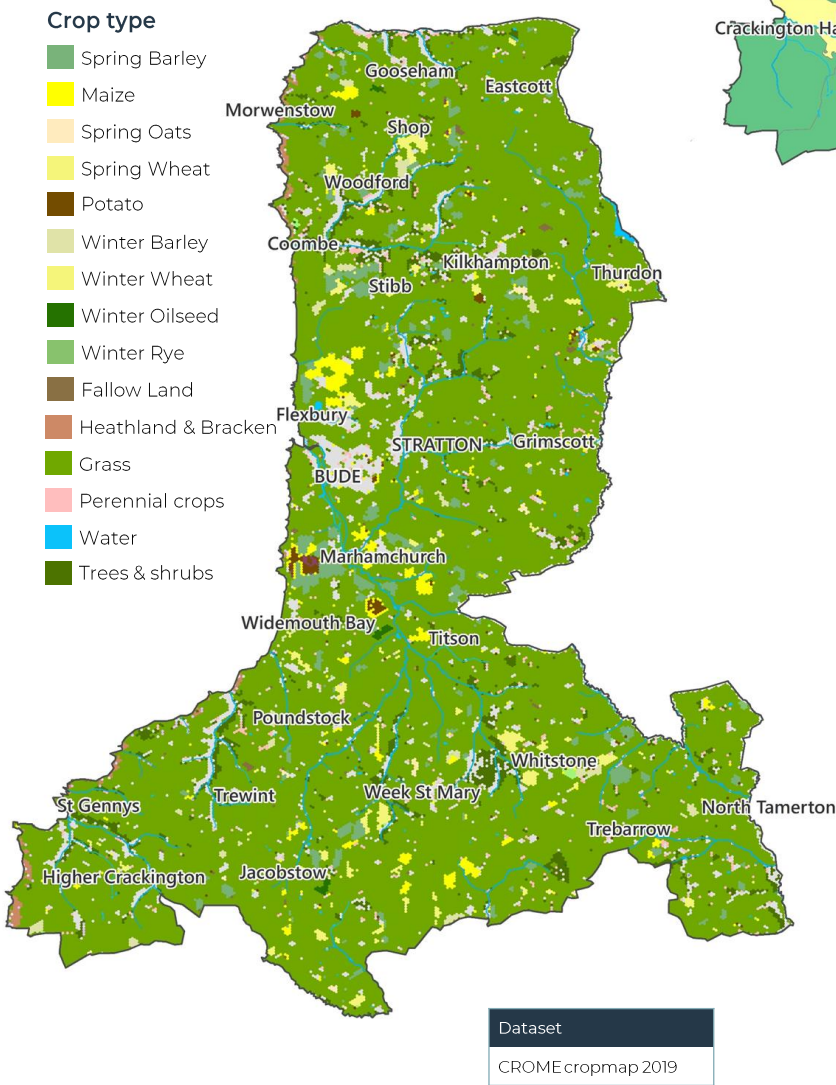 Crop type
Spring Barley
Maize
Spring Oats
Spring Wheat
Potato
Winter Barley
Winter Wheat
Winter Oilseed
Winter Rye
Fallow Land
Heathland & Bracken
Grass
Perennial crops
Water
Trees & shrubs
Crackington Ha
Gooseham
Eastcott
Morwenstow
Shop
Woodford
Coombe
Kilkhampton
Thurdon
Stibb
Flexbury
STRATTON
Grimscott
BUDE
Marhamchurch
Widemouth Bay
Titson
Poundstock
Whitstone
Trewint
Week St Mary
St Gennys
North Tamerton
Trebarrow
Higher Crackington
Jacobstow
Dataset
CROME cropmap 2019